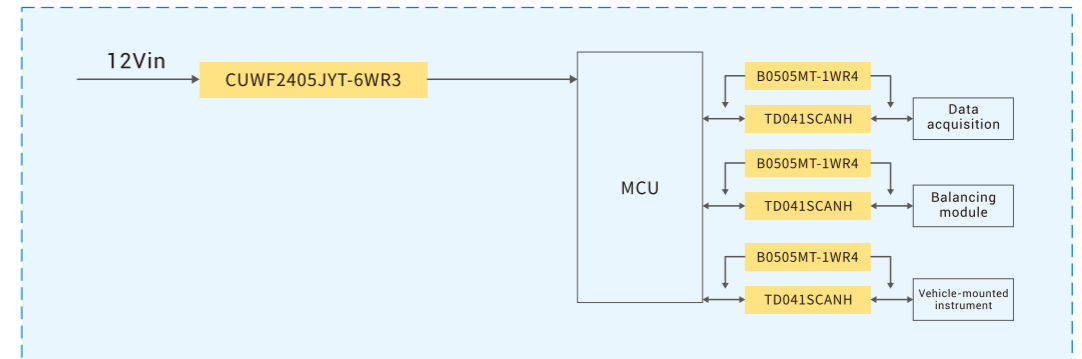 12Vin
CUWF2405JYT-6WR3
MCU
B0505MT-1WR4
TD041SCANH
Data
acquisition
B0505MT-1WR4
TD041SCANH
Balancing
module
B0505MT-1WR4
TD041SCANH
Vehicle-mounted
instrument